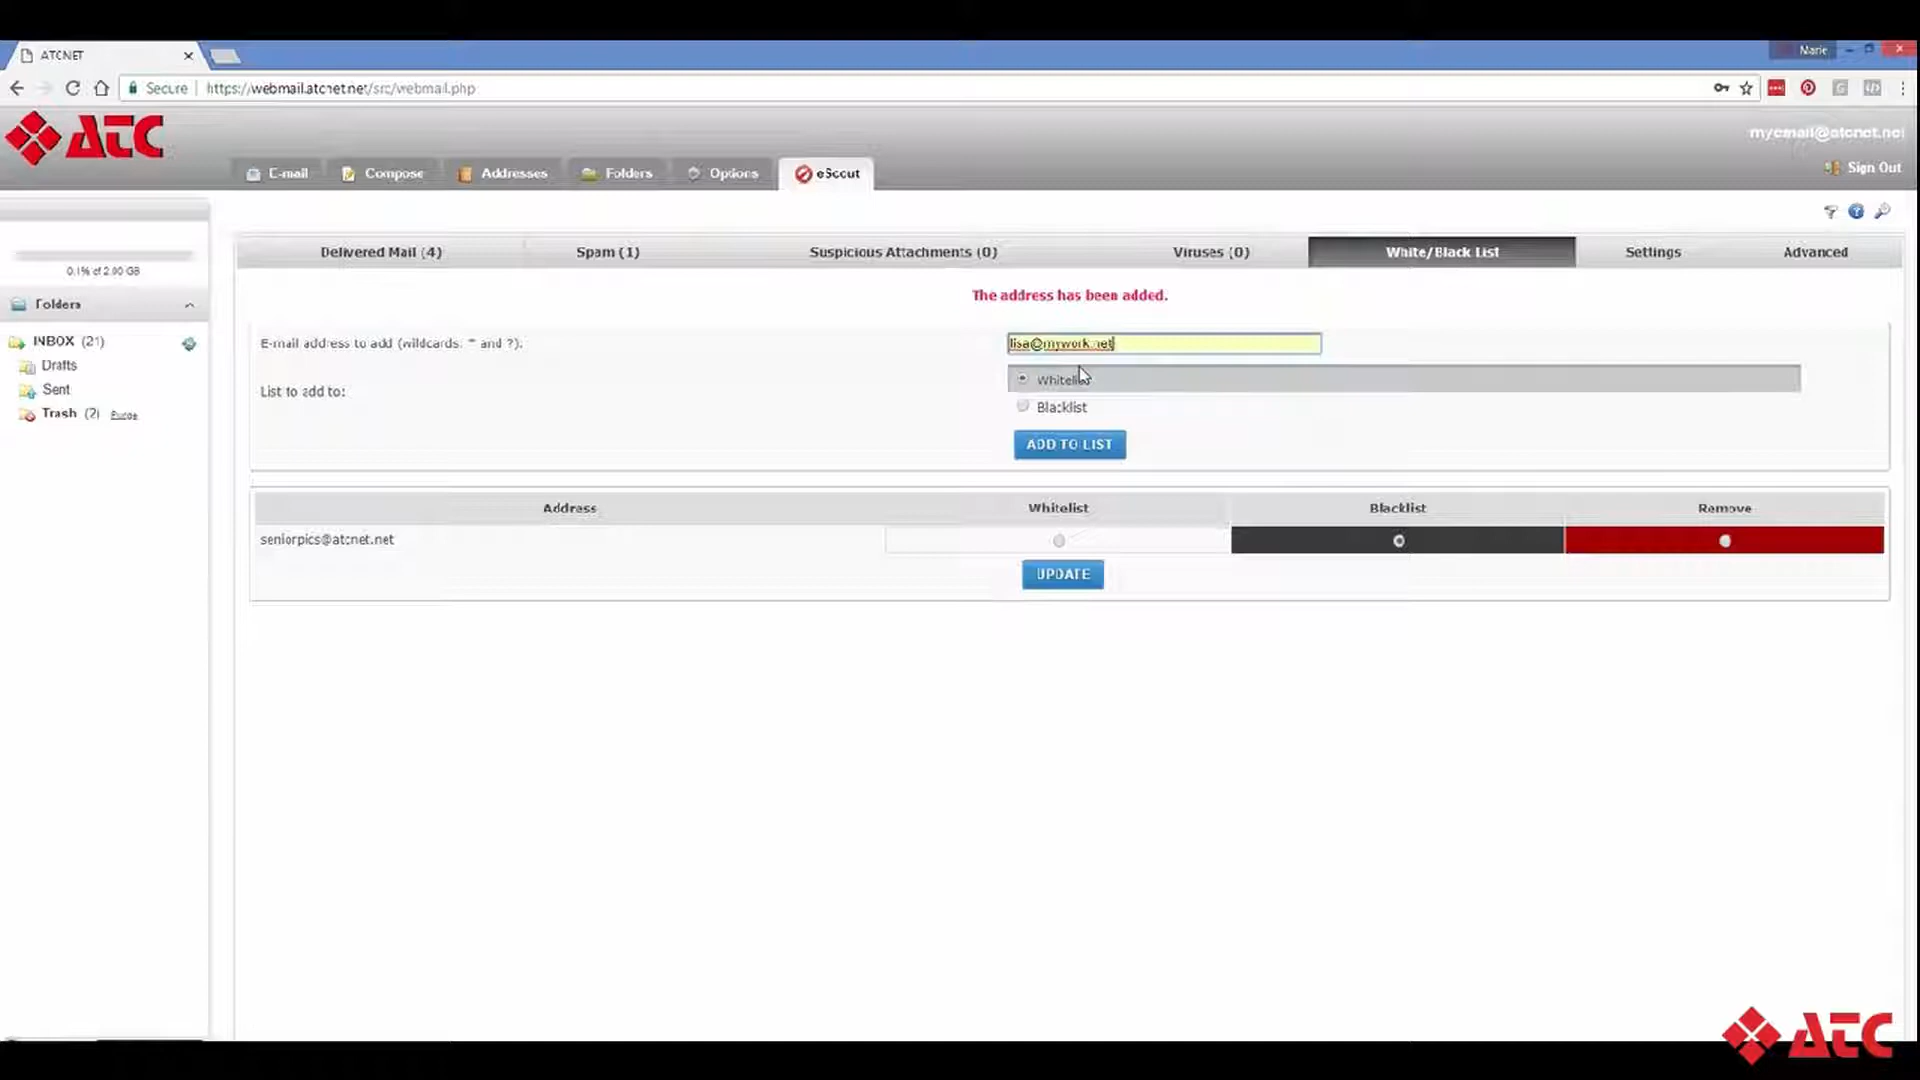 ATCNET
Marie
Secure https://webmail.atcnet.net/src/webmail.php
ATC
myemail@atcnet.net
E-mail Compose Addresses Folders Options eScout
Sign Out
Delivered Mail (4) Spam (1) Suspicious Attachments (0) Viruses (0) White/Black List Settings Advanced
0.1% of 2.00 GB
The address has been added.
Folders
INBOX (21)
Drafts
Sent
Trash (2) Purge
E-mail address to add (wildcards: * and ?): lisa@mywork.net
List to add to:
Whitelist
Blacklist
ADD TO LIST
Address Whitelist Blacklist Remove
seniorpics@atcnet.net
UPDATE
ATC